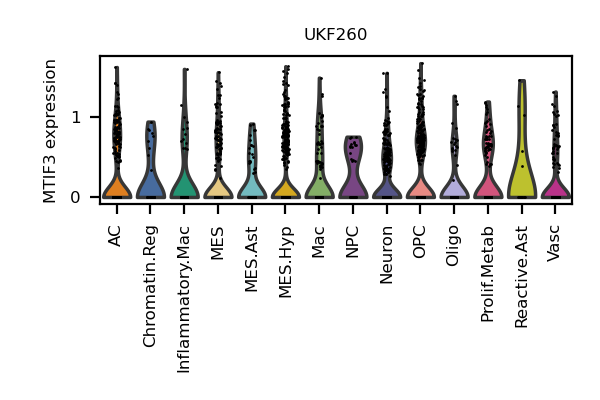 UKF260
MTIF3 expression
1
0
AC
Chromatin.Reg
Inflammatory.Mac
MES
MES.Ast
MES.Hyp
Mac
NPC
Neuron
OPC
Oligo
Prolif.Metab
Reactive.Ast
Vasc